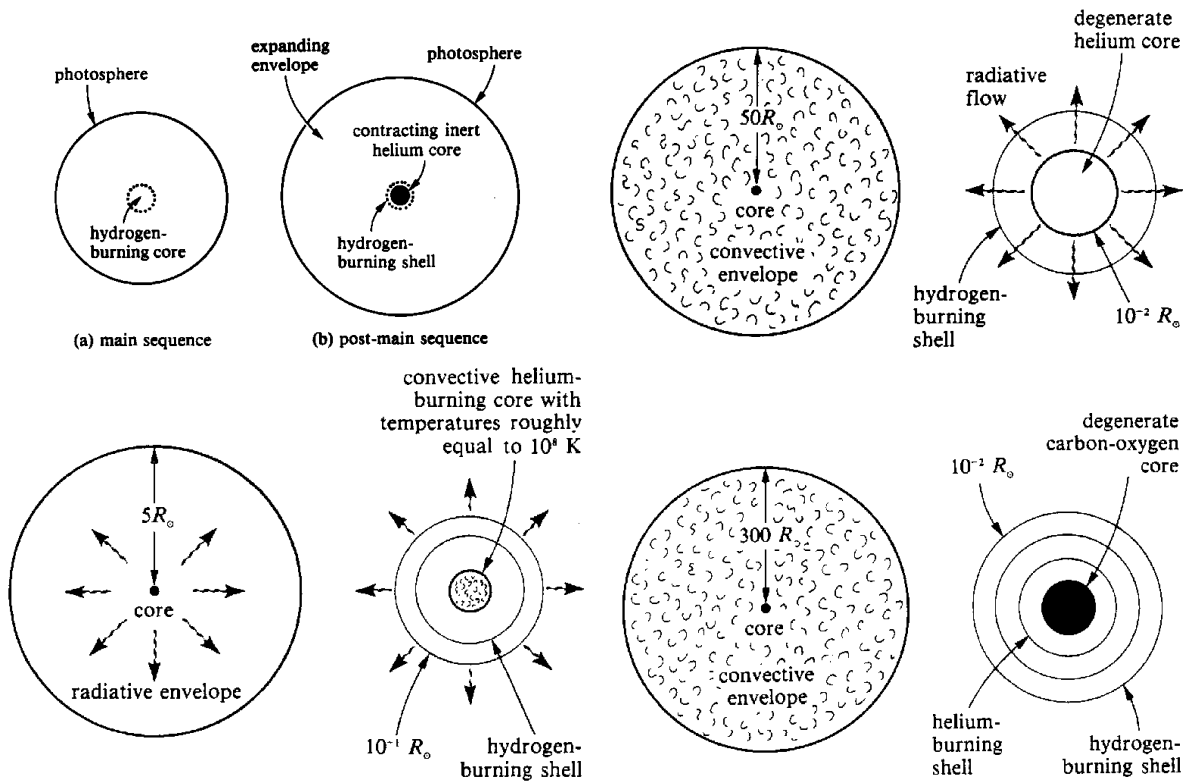 photosphere
hydrogen-
burning core
(a) main sequence
expanding
envelope
photosphere
contracting inert
helium core
hydrogen-
burning shell
(b) post-main sequence
50R☉
core
convective
envelope
degenerate
helium core
radiative
flow
hydrogen-
burning
shell
10⁻² R☉
5R☉
core
radiative envelope
convective helium-
burning core with
temperatures roughly
equal to 10⁸ K
10⁻¹ R☉
hydrogen-
burning shell
300 R☉
core
convective
envelope
degenerate
carbon-oxygen
core
10⁻² R☉
helium-
burning
shell
hydrogen-
burning shell